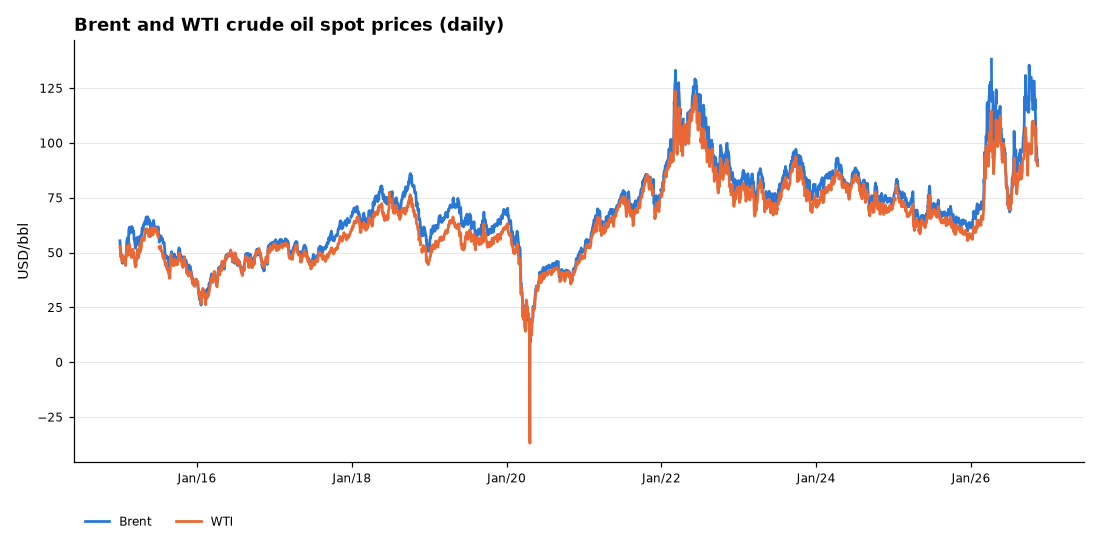 Brent and WTI crude oil spot prices (daily)
USD/bbl
125
100
75
50
25
0
−25
Jan/16
Jan/18
Jan/20
Jan/22
Jan/24
Jan/26
Brent
WTI